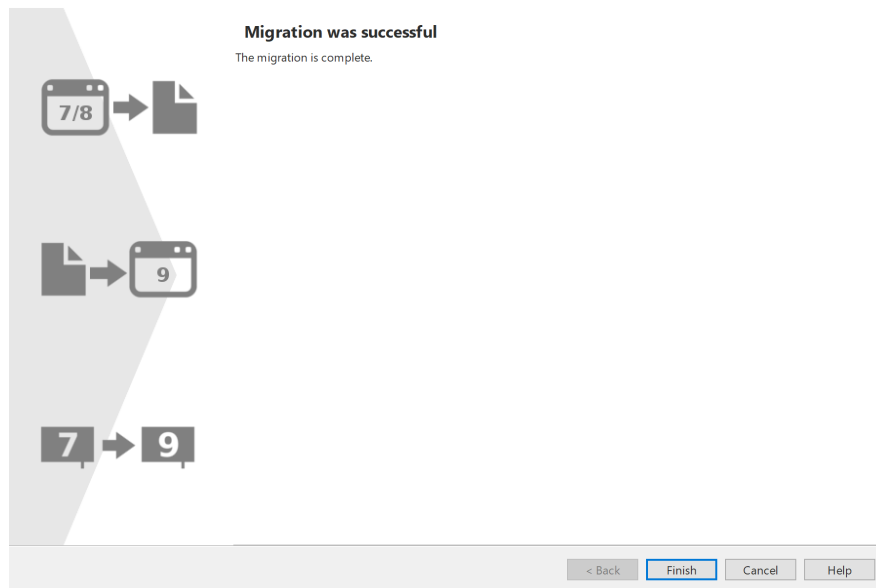 Migration was successful
The migration is complete.
7/8
9
7 9
< Back Finish Cancel Help